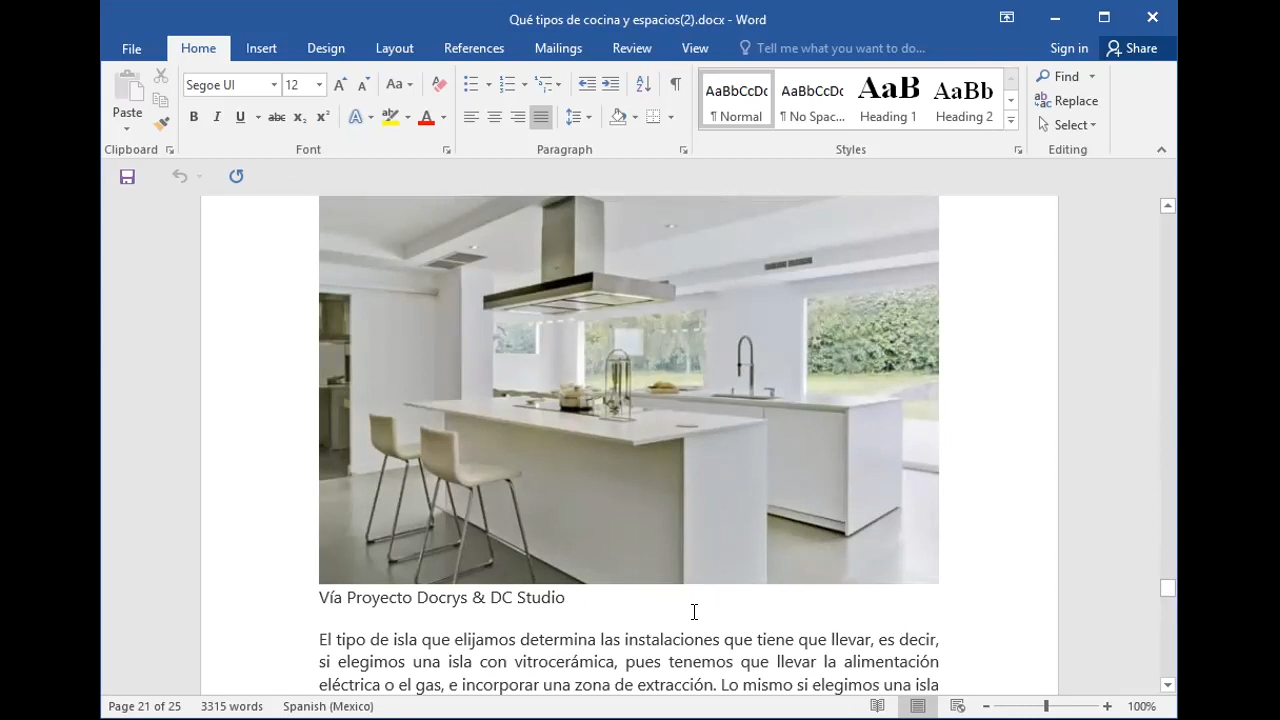 Qué tipos de cocina y espacios(2).docx - Word
File Home Insert Design Layout References Mailings Review View Tell me what you want to do... Sign in Share
Paste
Clipboard
Segoe UI 12
Aa
B I U abc x₂ x² A A
Font
Paragraph
AaBbCcDc AaBbCcDc AaB AaBb
¶ Normal ¶ No Spac... Heading 1 Heading 2
Styles
Find
Replace
Select
Editing
Vía Proyecto Docrys & DC Studio
El tipo de isla que elijamos determina las instalaciones que tiene que llevar, es decir,
si elegimos una isla con vitrocerámica, pues tenemos que llevar la alimentación
eléctrica o el gas, e incorporar una zona de extracción. Lo mismo si elegimos una isla
Page 21 of 25 3315 words Spanish (Mexico) 100%